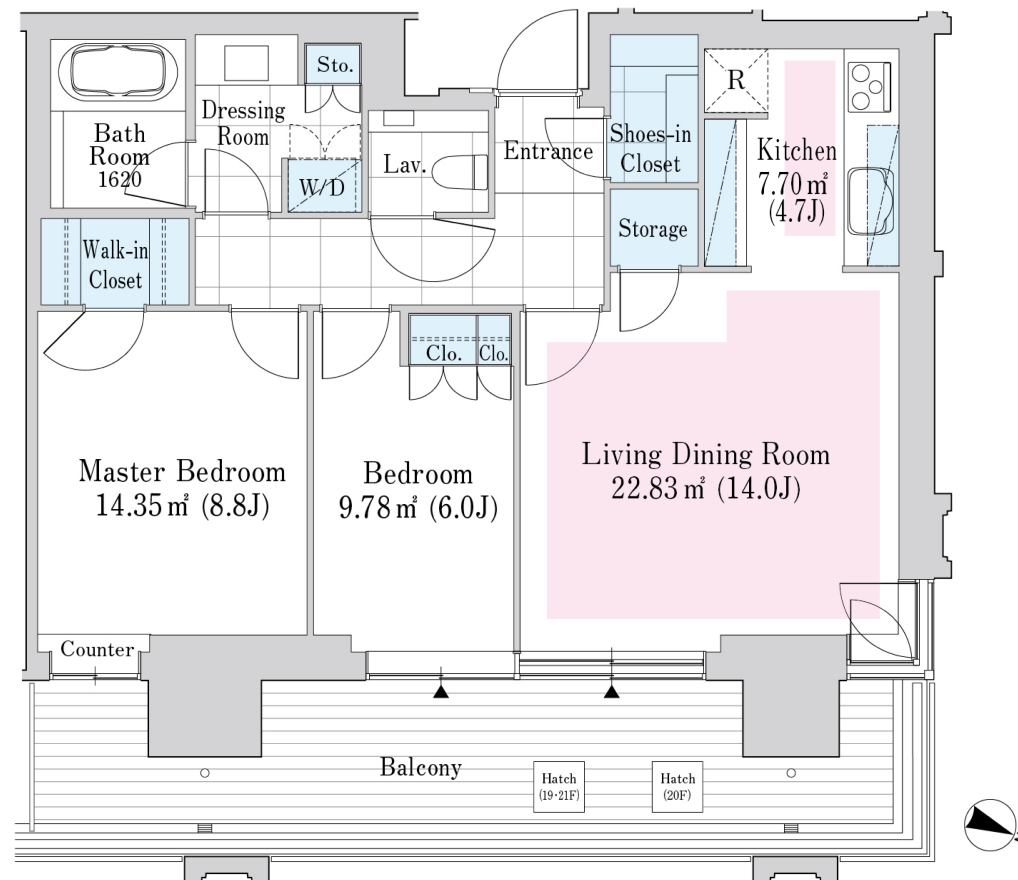 Sto.
Dressing
Room
Bath
Room
1620
W/D
Lav.
Entrance
Shoes-in
Closet
Storage
R
Kitchen
7.70㎡
(4.7J)
Walk-in
Closet
Clo.
Clo.
Master Bedroom
14.35㎡ (8.8J)
Bedroom
9.78㎡ (6.0J)
Living Dining Room
22.83㎡ (14.0J)
Counter
Balcony
Hatch
(19·21F)
Hatch
(20F)